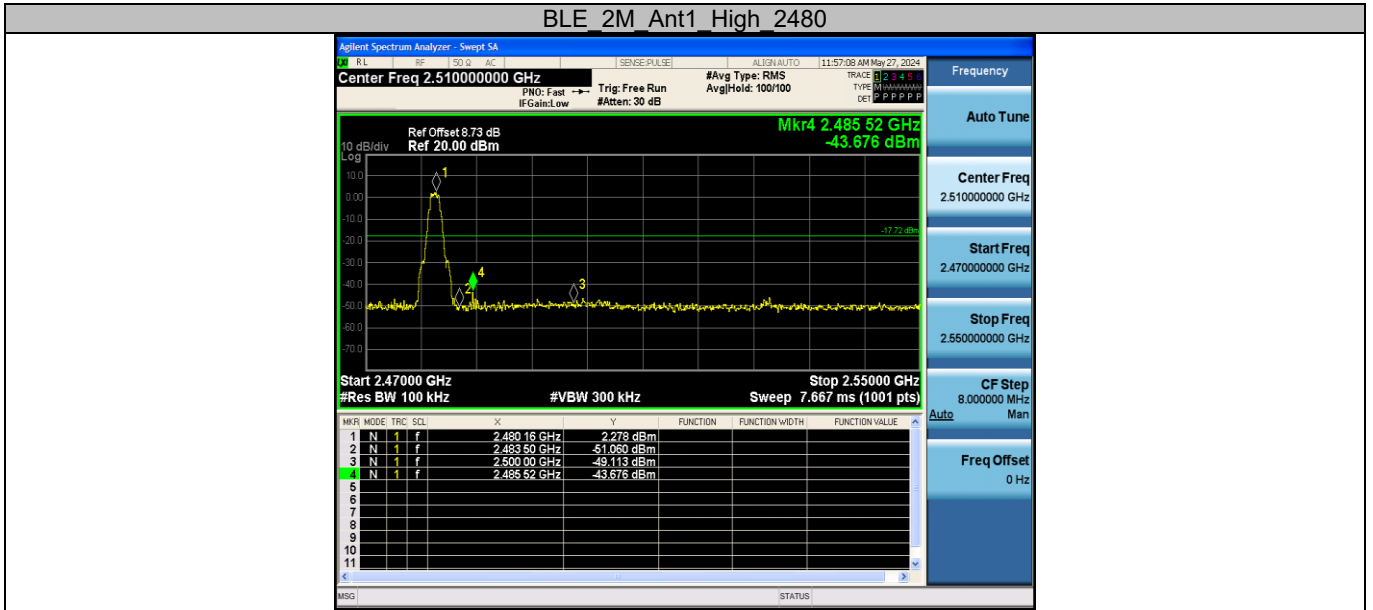 BLE_2M_Ant1_High_2480
Agilent Spectrum Analyzer - Swept SA
LXI RL RF 50 Ω AC SENSE:PULSE ALIGN AUTO 11:57:08 AM May 27, 2024
Center Freq 2.510000000 GHz
PNO: Fast
IFGain:Low
Trig: Free Run
#Atten: 30 dB
#Avg Type: RMS
Avg|Hold: 100/100
TRACE 1 2 3 4 5 6
TYPE M WWWWW
DET P P P P P P
Ref Offset 8.73 dB
Ref 20.00 dBm
10 dB/div
Log
Mkr4 2.485 52 GHz
-43.676 dBm
10.0
0.00
-10.0
-20.0
-30.0
-40.0
-50.0
-60.0
-70.0
1
2
4
3
-17.72 dBm
Start 2.47000 GHz Stop 2.55000 GHz
#Res BW 100 kHz #VBW 300 kHz Sweep 7.667 ms (1001 pts)
MKR MODE TRC SCL X Y FUNCTION FUNCTION WIDTH FUNCTION VALUE
1 N 1 f 2.480 16 GHz 2.278 dBm
2 N 1 f 2.483 50 GHz -51.060 dBm
3 N 1 f 2.500 00 GHz -49.113 dBm
4 N 1 f 2.485 52 GHz -43.676 dBm
5
6
7
8
9
10
11
MSG STATUS
Frequency
Auto Tune
Center Freq
2.510000000 GHz
Start Freq
2.470000000 GHz
Stop Freq
2.550000000 GHz
CF Step
8.000000 MHz
Auto Man
Freq Offset
0 Hz